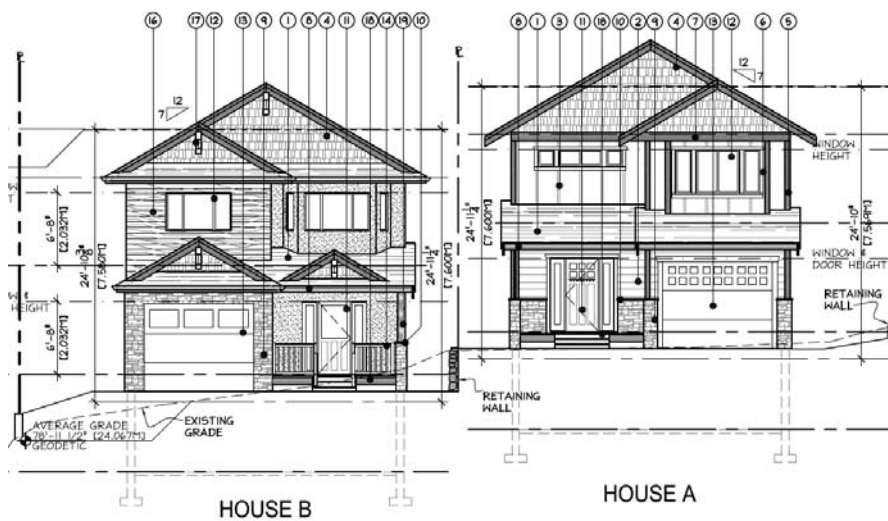 16 17 12 13 9 1 8 4 11 18 14 19 10
8 1 3 11 18 10 2 9 4 7 13 12 6 5
12
7
12
7
WINDOW
HEIGHT
6'-8"
[2.032M]
24'-10 3/8"
[7.580M]
24'-11 1/4"
[7.600M]
24'-11 1/4"
[7.600M]
24'-10"
[7.569M]
WINDOW &
DOOR HEIGHT
HEIGHT
6'-8"
[2.032M]
RETAINING
WALL
RETAINING
WALL
EXISTING
GRADE
AVERAGE GRADE
78'-11 1/2" [24.067M]
GEODETIC
HOUSE B
HOUSE A